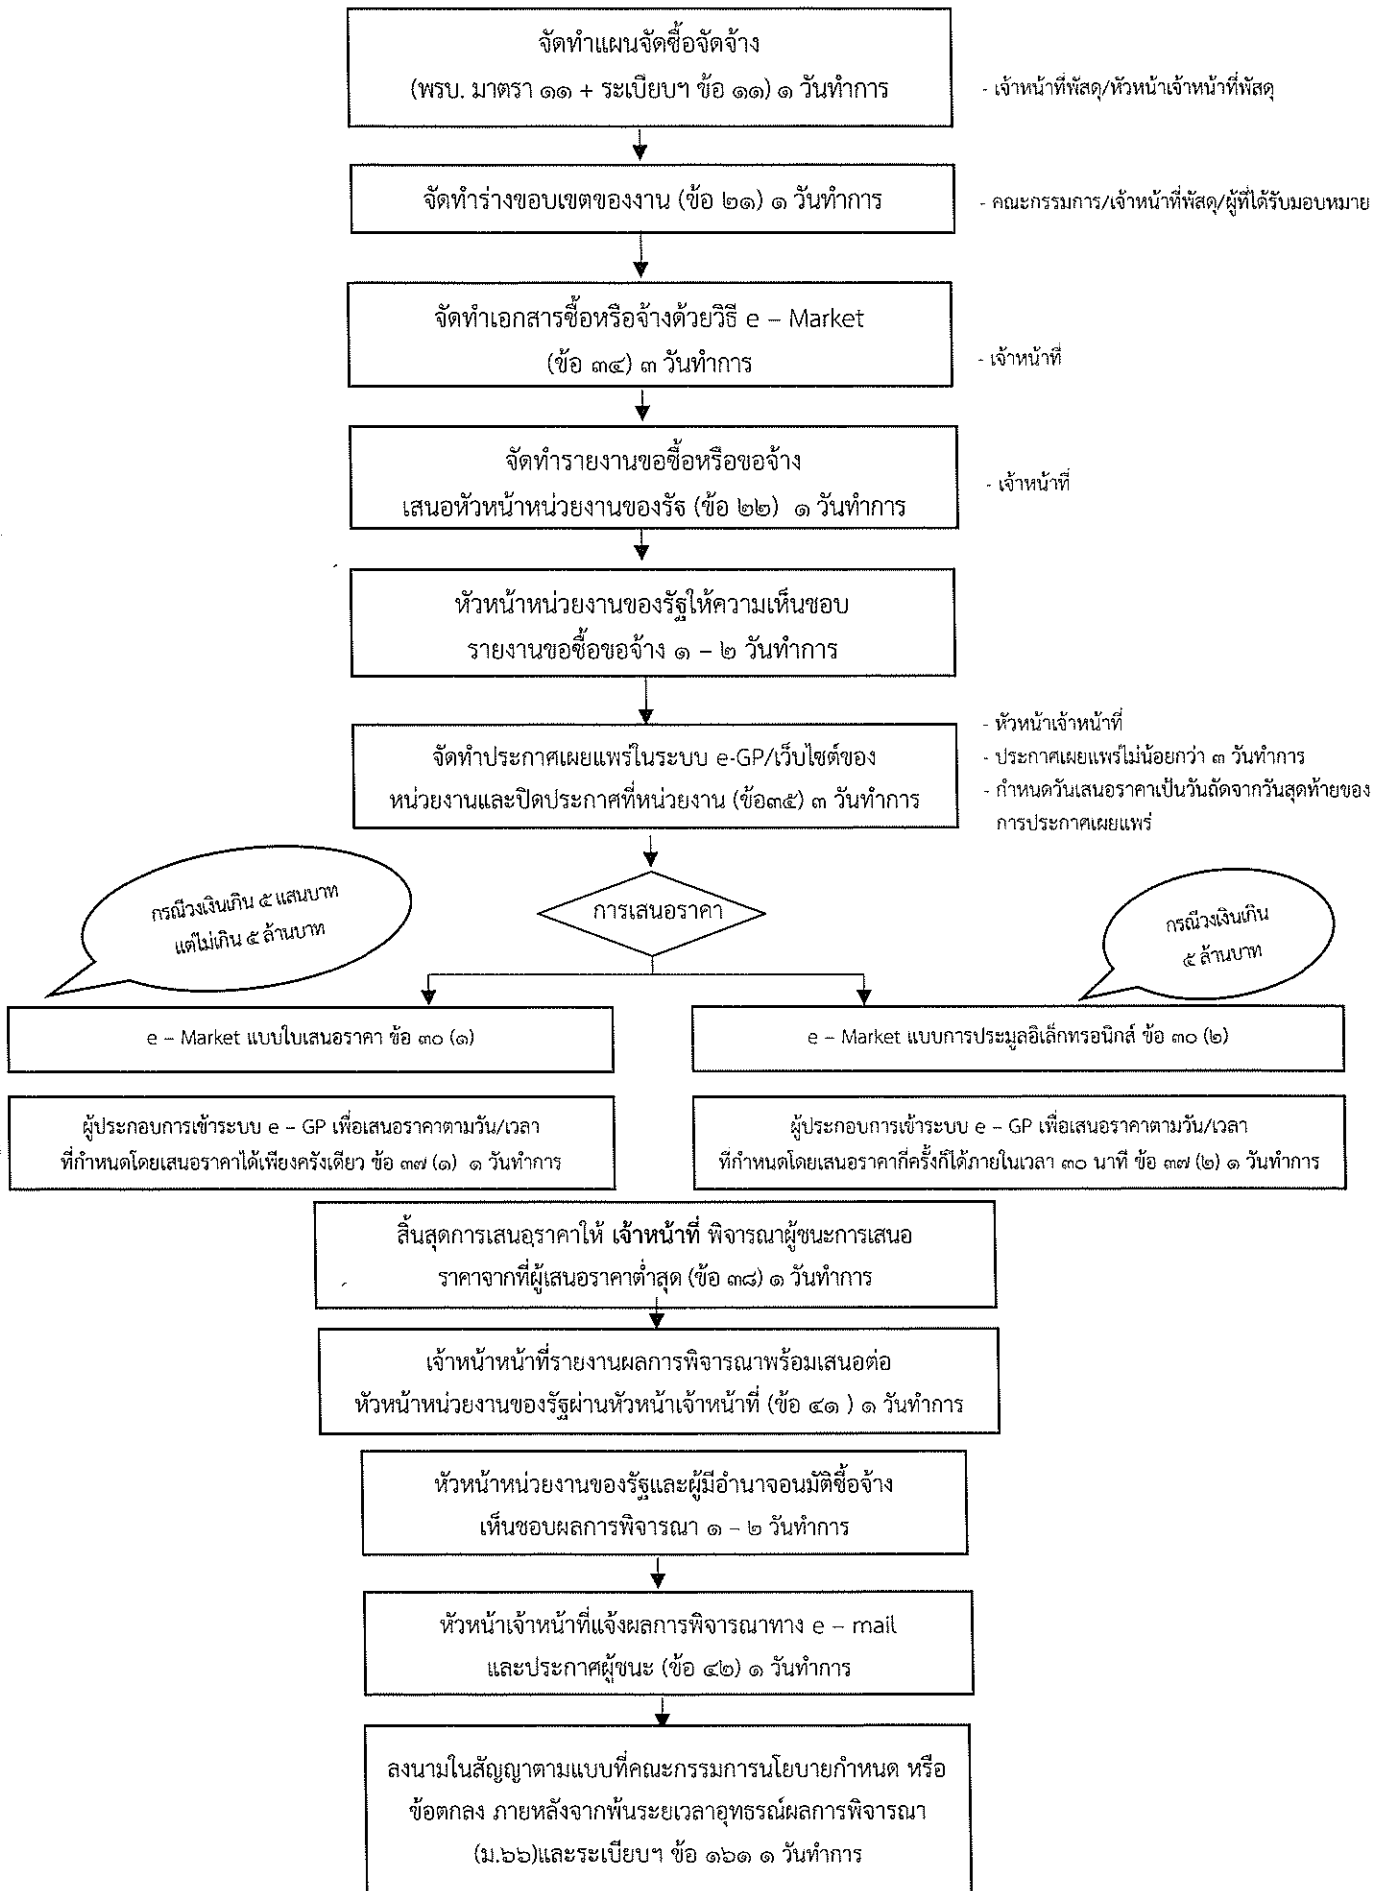 จัดทำแผนจัดซื้อจัดจ้าง
(พรบ. มาตรา ๑๑ + ระเบียบฯ ข้อ ๑๑) ๑ วันทำการ
- เจ้าหน้าที่พัสดุ/หัวหน้าเจ้าหน้าที่พัสดุ
จัดทำร่างขอบเขตของงาน (ข้อ ๒๑) ๑ วันทำการ
- คณะกรรมการ/เจ้าหน้าที่พัสดุ/ผู้ที่ได้รับมอบหมาย
จัดทำเอกสารซื้อหรือจ้างด้วยวิธี e – Market
(ข้อ ๓๔) ๓ วันทำการ
- เจ้าหน้าที่
จัดทำรายงานขอซื้อหรือขอจ้าง
เสนอหัวหน้าหน่วยงานของรัฐ (ข้อ ๒๒) ๑ วันทำการ
- เจ้าหน้าที่
หัวหน้าหน่วยงานของรัฐให้ความเห็นชอบ
รายงานขอซื้อขอจ้าง ๑ – ๒ วันทำการ
จัดทำประกาศเผยแพร่ในระบบ e-GP/เว็บไซต์ของ
หน่วยงานและปิดประกาศที่หน่วยงาน (ข้อ๓๕) ๓ วันทำการ
- หัวหน้าเจ้าหน้าที่
- ประกาศเผยแพร่ไม่น้อยกว่า ๓ วันทำการ
- กำหนดวันเสนอราคาเป็นวันถัดจากวันสุดท้ายของ
การประกาศเผยแพร่
การเสนอราคา
กรณีวงเงินเกิน ๕ แสนบาท
แต่ไม่เกิน ๕ ล้านบาท
กรณีวงเงินเกิน
๕ ล้านบาท
e – Market แบบใบเสนอราคา ข้อ ๓๐ (๑)
e – Market แบบการประมูลอิเล็กทรอนิกส์ ข้อ ๓๐ (๒)
ผู้ประกอบการเข้าระบบ e – GP เพื่อเสนอราคาตามวัน/เวลา
ที่กำหนดโดยเสนอราคาได้เพียงครั้งเดียว ข้อ ๓๗ (๑) ๑ วันทำการ
ผู้ประกอบการเข้าระบบ e – GP เพื่อเสนอราคาตามวัน/เวลา
ที่กำหนดโดยเสนอราคากี่ครั้งก็ได้ภายในเวลา ๓๐ นาที ข้อ ๓๗ (๒) ๑ วันทำการ
สิ้นสุดการเสนอราคาให้ เจ้าหน้าที่ พิจารณาผู้ชนะการเสนอ
ราคาจากที่ผู้เสนอราคาต่ำสุด (ข้อ ๓๘) ๑ วันทำการ
เจ้าหน้าหน้าที่รายงานผลการพิจารณาพร้อมเสนอต่อ
หัวหน้าหน่วยงานของรัฐผ่านหัวหน้าเจ้าหน้าที่ (ข้อ ๔๑ ) ๑ วันทำการ
หัวหน้าหน่วยงานของรัฐและผู้มีอำนาจอนมัติซื้อจ้าง
เห็นชอบผลการพิจารณา ๑ – ๒ วันทำการ
หัวหน้าเจ้าหน้าที่แจ้งผลการพิจารณาทาง e – mail
และประกาศผู้ชนะ (ข้อ ๔๒) ๑ วันทำการ
ลงนามในสัญญาตามแบบที่คณะกรรมการนโยบายกำหนด หรือ
ข้อตกลง ภายหลังจากพ้นระยเวลาอุทธรณ์ผลการพิจารณา
(ม.๖๖)และระเบียบฯ ข้อ ๑๖๑ ๑ วันทำการ